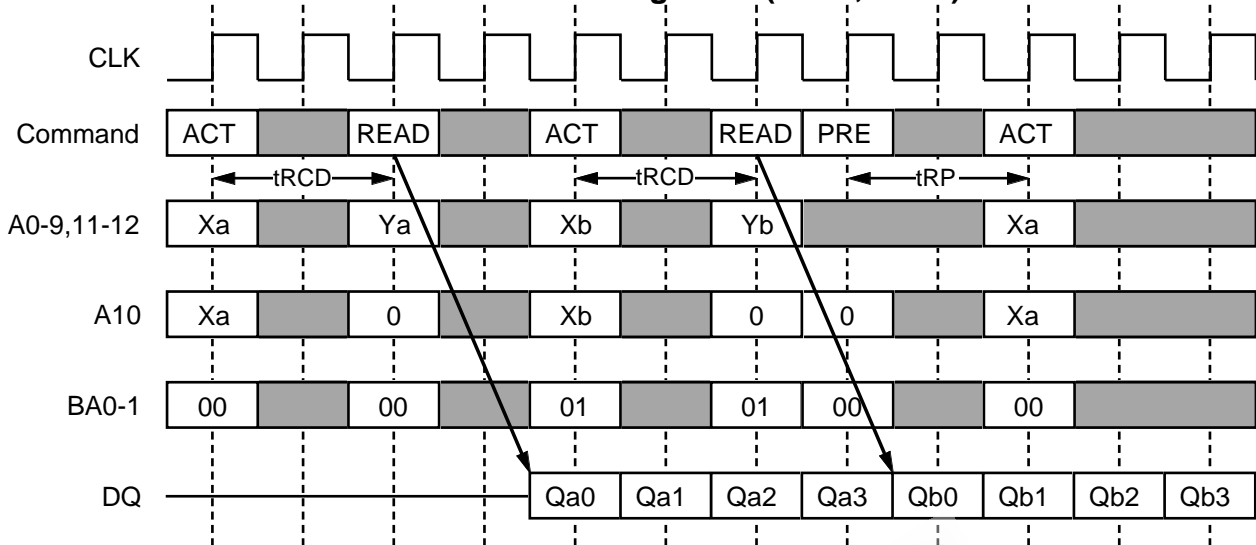 CLK
Command ACT READ ACT READ PRE ACT
tRCD tRCD tRP
A0-9,11-12 Xa Ya Xb Yb Xa
A10 Xa 0 Xb 0 0 Xa
BA0-1 00 00 01 01 00 00
DQ Qa0 Qa1 Qa2 Qa3 Qb0 Qb1 Qb2 Qb3